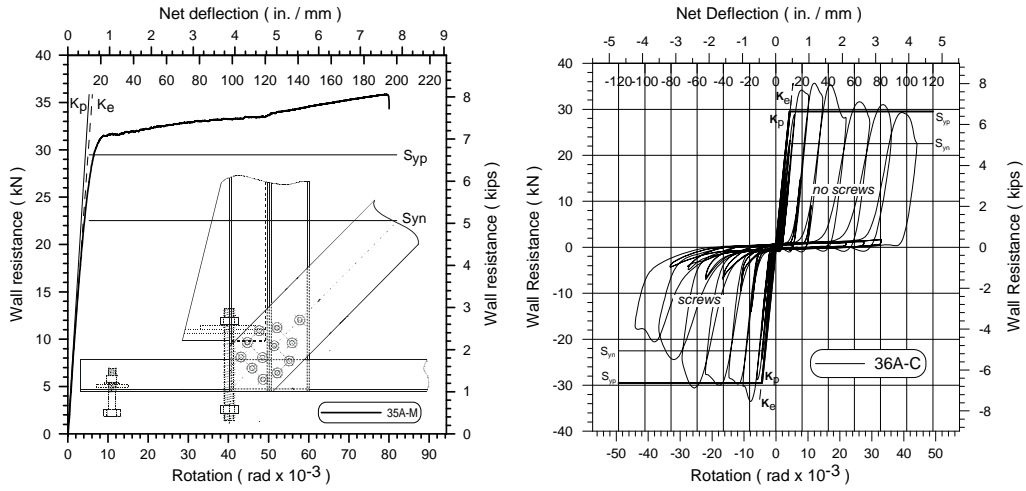 Net deflection ( in. / mm )
0 1 2 3 4 5 6 7 8 9
20 40 60 80 100 120 140 160 180 200 220
40
35
30
25
20
15
10
5
0
Wall resistance ( kN )
Kp Ke
Syp
Syn
35A-M
8
7
6
5
4
3
2
1
0
Wall resistance ( kips )
0 10 20 30 40 50 60 70 80 90
Rotation ( rad x 10-3 )
Net Deflection ( in. / mm )
-5 -4 -3 -2 -1 0 1 2 3 4 5
-120 -100 -80 -60 -40 -20 0 20 40 60 80 100 120
40
30
20
10
0
-10
-20
-30
-40
Wall Resistance ( kN )
Ke
Kp
Syp
Syn
no screws
screws
Syn
Syp
Kp
Ke
36A-C
8
6
4
2
0
-2
-4
-6
-8
Wall Resistance ( kips )
-50 -40 -30 -20 -10 0 10 20 30 40 50
Rotation ( rad x 10-3 )